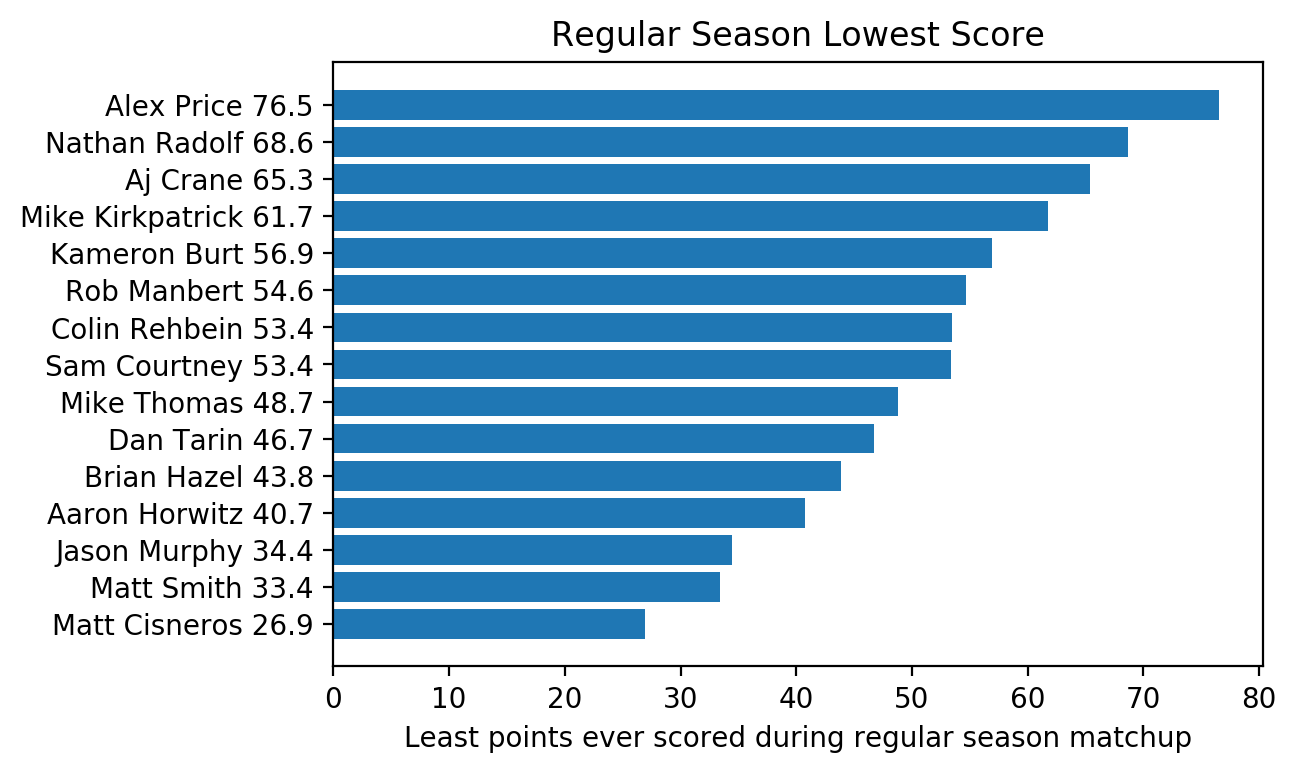 Regular Season Lowest Score
Alex Price 76.5
Nathan Radolf 68.6
Aj Crane 65.3
Mike Kirkpatrick 61.7
Kameron Burt 56.9
Rob Manbert 54.6
Colin Rehbein 53.4
Sam Courtney 53.4
Mike Thomas 48.7
Dan Tarin 46.7
Brian Hazel 43.8
Aaron Horwitz 40.7
Jason Murphy 34.4
Matt Smith 33.4
Matt Cisneros 26.9
0 10 20 30 40 50 60 70 80
Least points ever scored during regular season matchup